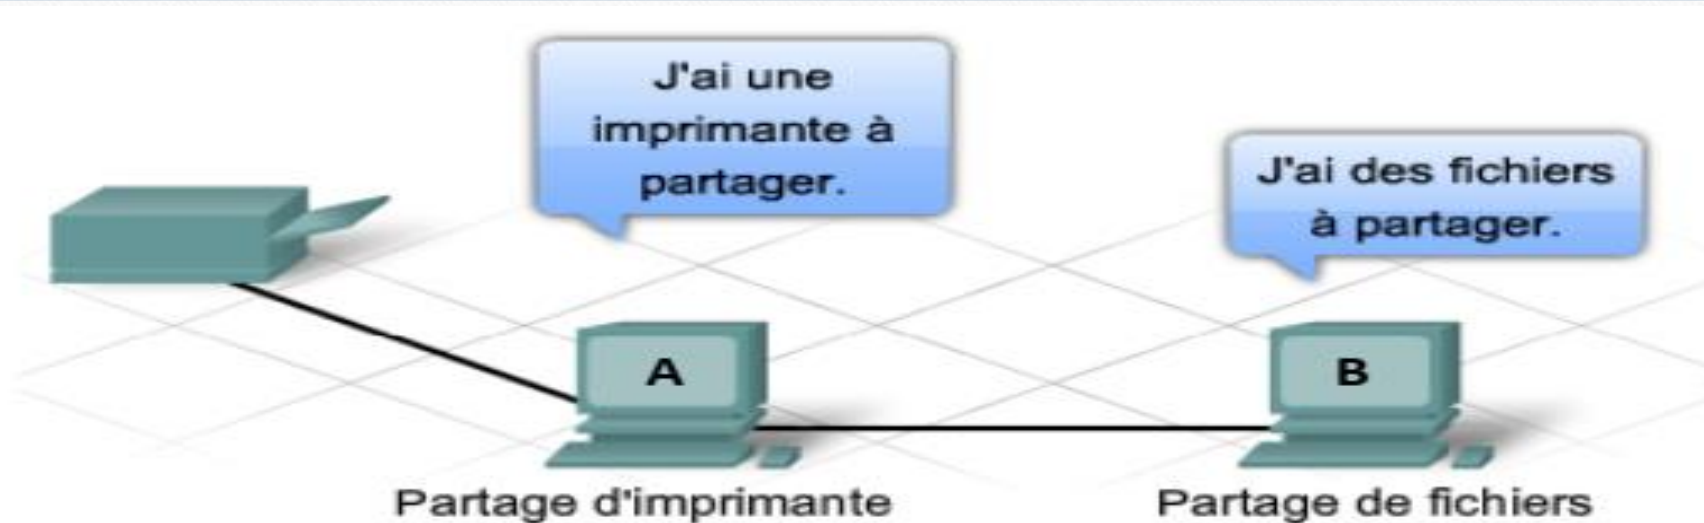 J'ai une
imprimante à
partager.
J'ai des fichiers
à partager.
A
B
Partage d'imprimante
Partage de fichiers